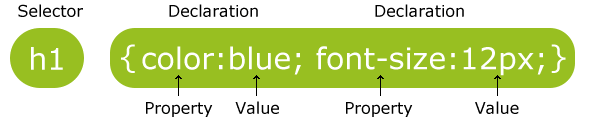 Selector Declaration Declaration
h1 {color:blue; font-size:12px;}
Property Value Property Value